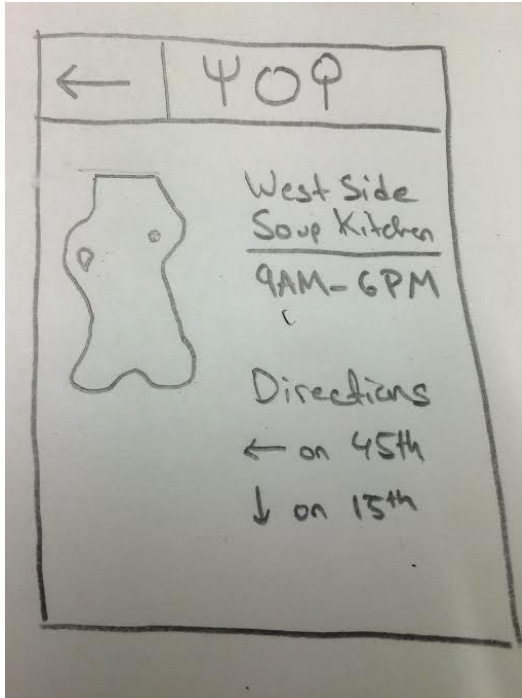 West Side
Soup Kitchen
9AM - 6PM
Directions
← on 45th
↓ on 15th